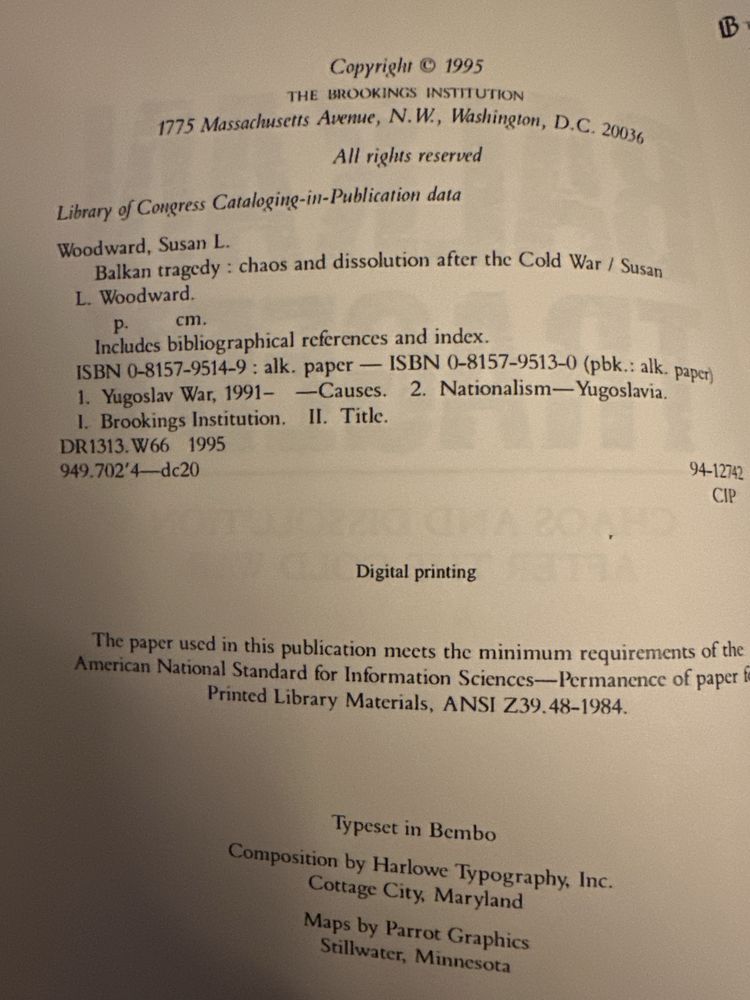 B
Copyright © 1995
THE BROOKINGS INSTITUTION
1775 Massachusetts Avenue, N.W., Washington, D.C. 20036
All rights reserved
Library of Congress Cataloging-in-Publication data
Woodward, Susan L.
Balkan tragedy : chaos and dissolution after the Cold War / Susan
L. Woodward.
p. cm.
Includes bibliographical references and index.
ISBN 0-8157-9514-9 : alk. paper — ISBN 0-8157-9513-0 (pbk.: alk. paper)
1. Yugoslav War, 1991– —Causes. 2. Nationalism—Yugoslavia.
I. Brookings Institution. II. Title.
DR1313.W66 1995
949.702′4—dc20 94-12742
CIP
Digital printing
The paper used in this publication meets the minimum requirements of the
American National Standard for Information Sciences—Permanence of paper
Printed Library Materials, ANSI Z39.48-1984.
Typeset in Bembo
Composition by Harlowe Typography, Inc.
Cottage City, Maryland
Maps by Parrot Graphics
Stillwater, Minnesota